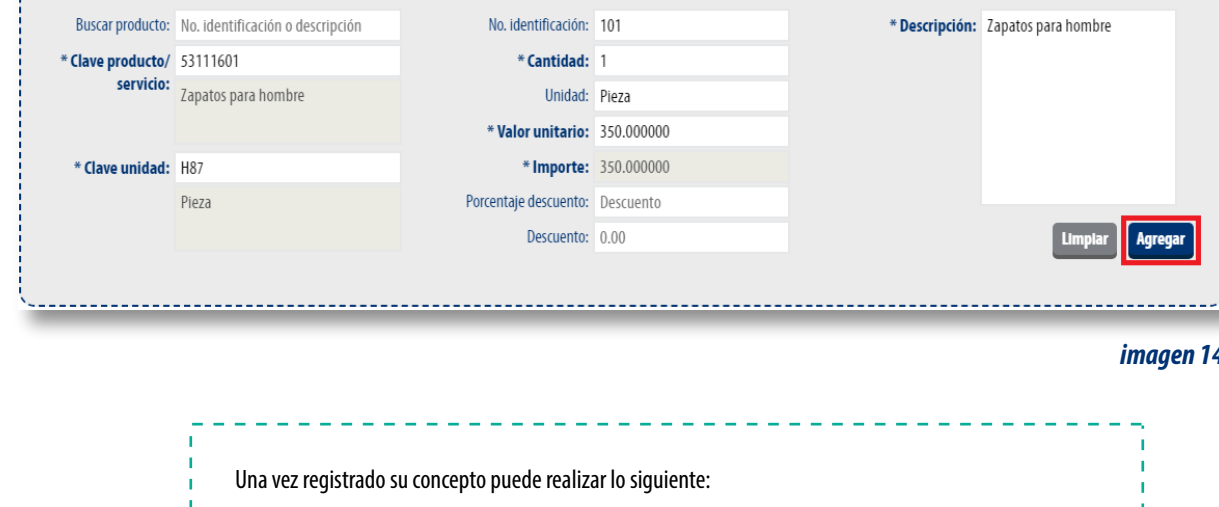 Buscar producto: No. identificación o descripción
* Clave producto/ servicio: 53111601
Zapatos para hombre
* Clave unidad: H87
Pieza
No. identificación: 101
* Cantidad: 1
Unidad: Pieza
* Valor unitario: 350.000000
* Importe: 350.000000
Porcentaje descuento: Descuento
Descuento: 0.00
* Descripción: Zapatos para hombre
Limpiar Agregar
imagen 14
Una vez registrado su concepto puede realizar lo siguiente: